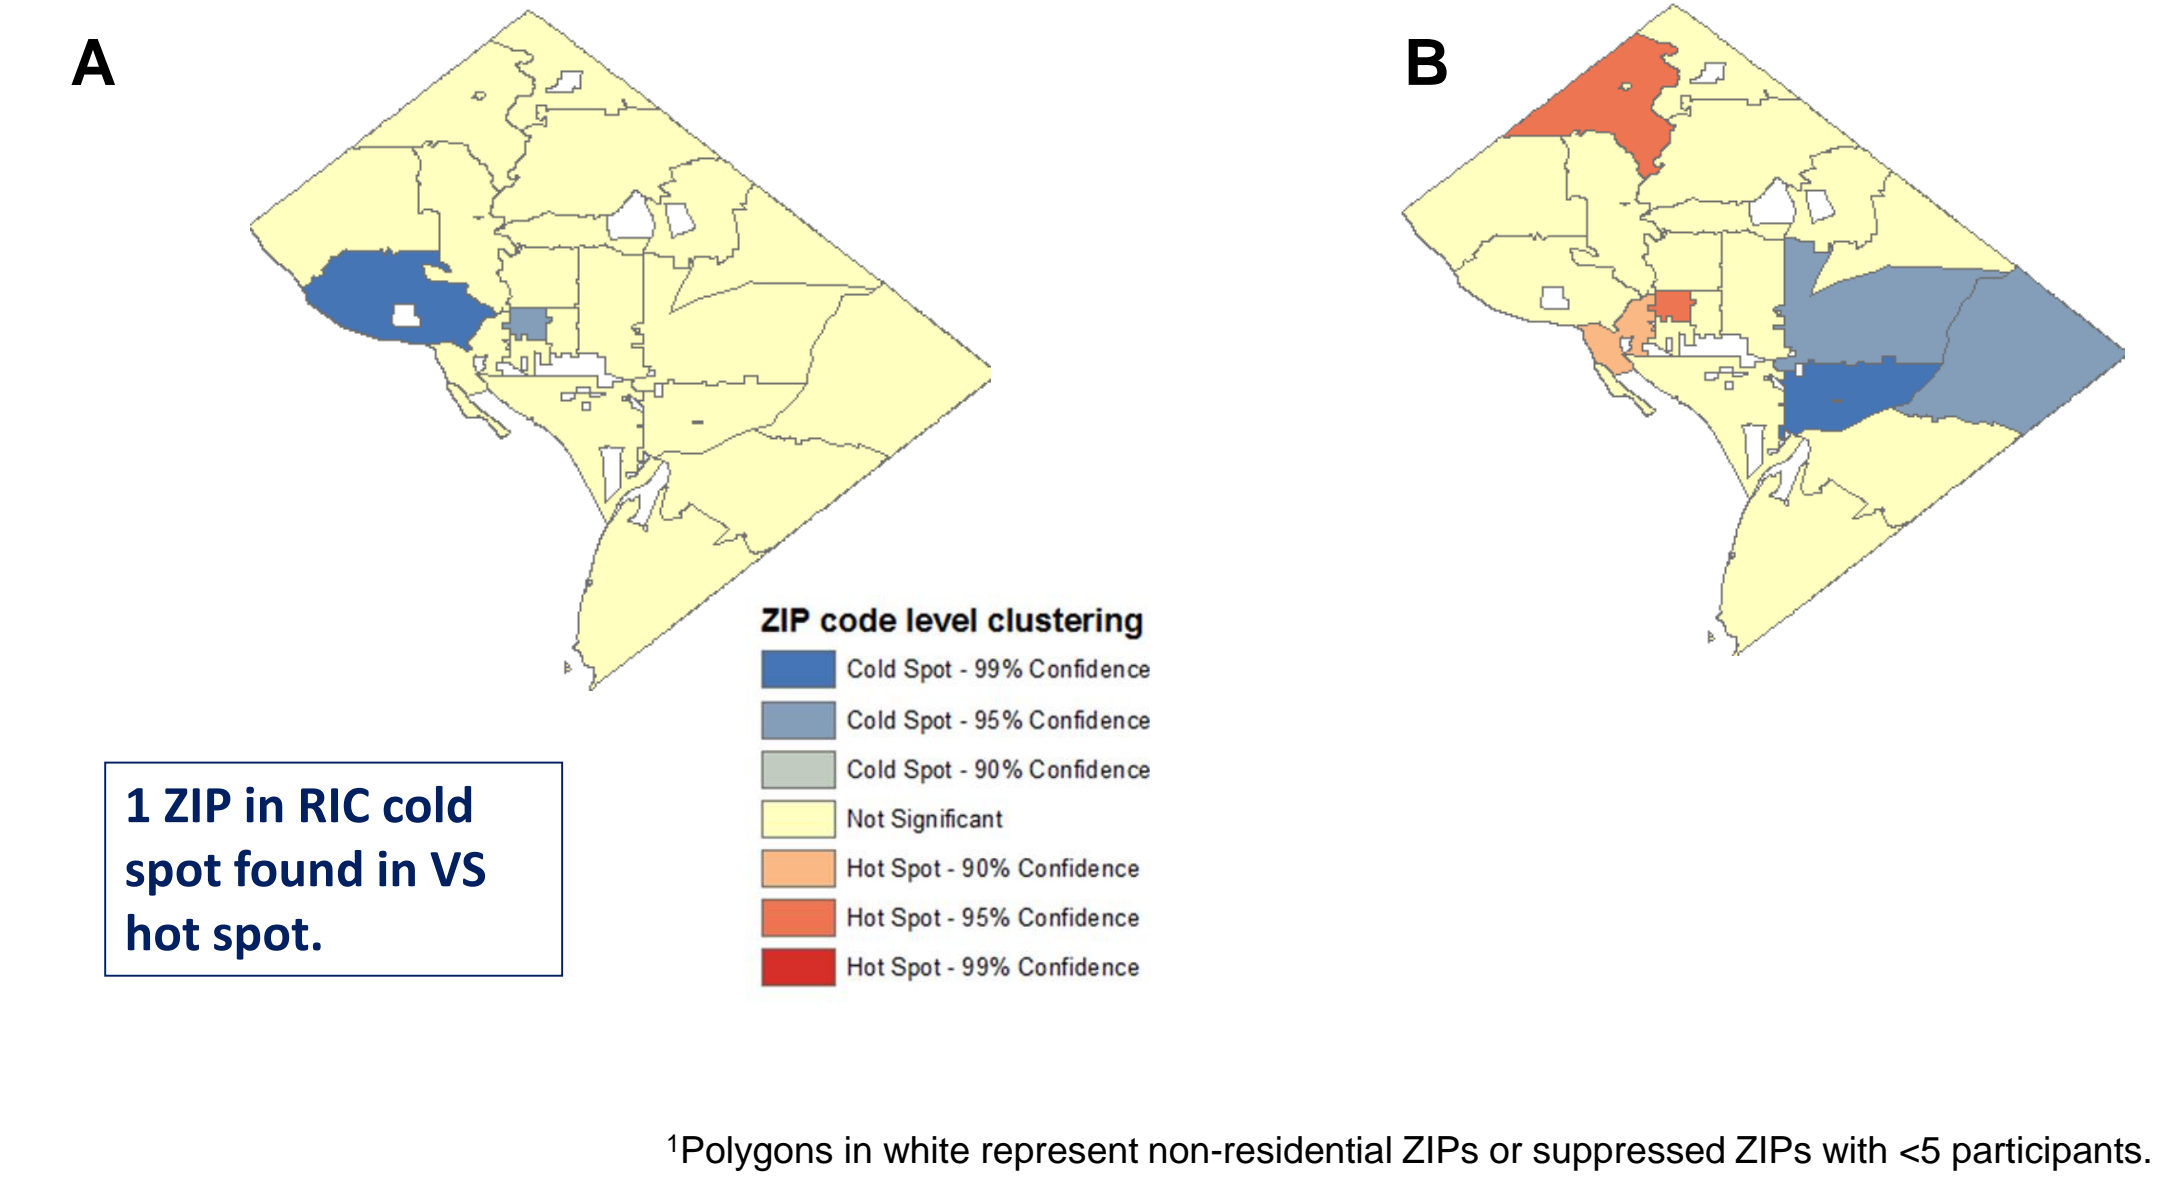 A
B
ZIP code level clustering
Cold Spot - 99% Confidence
Cold Spot - 95% Confidence
Cold Spot - 90% Confidence
Not Significant
Hot Spot - 90% Confidence
Hot Spot - 95% Confidence
Hot Spot - 99% Confidence
1 ZIP in RIC cold
spot found in VS
hot spot.
¹Polygons in white represent non-residential ZIPs or suppressed ZIPs with <5 participants.